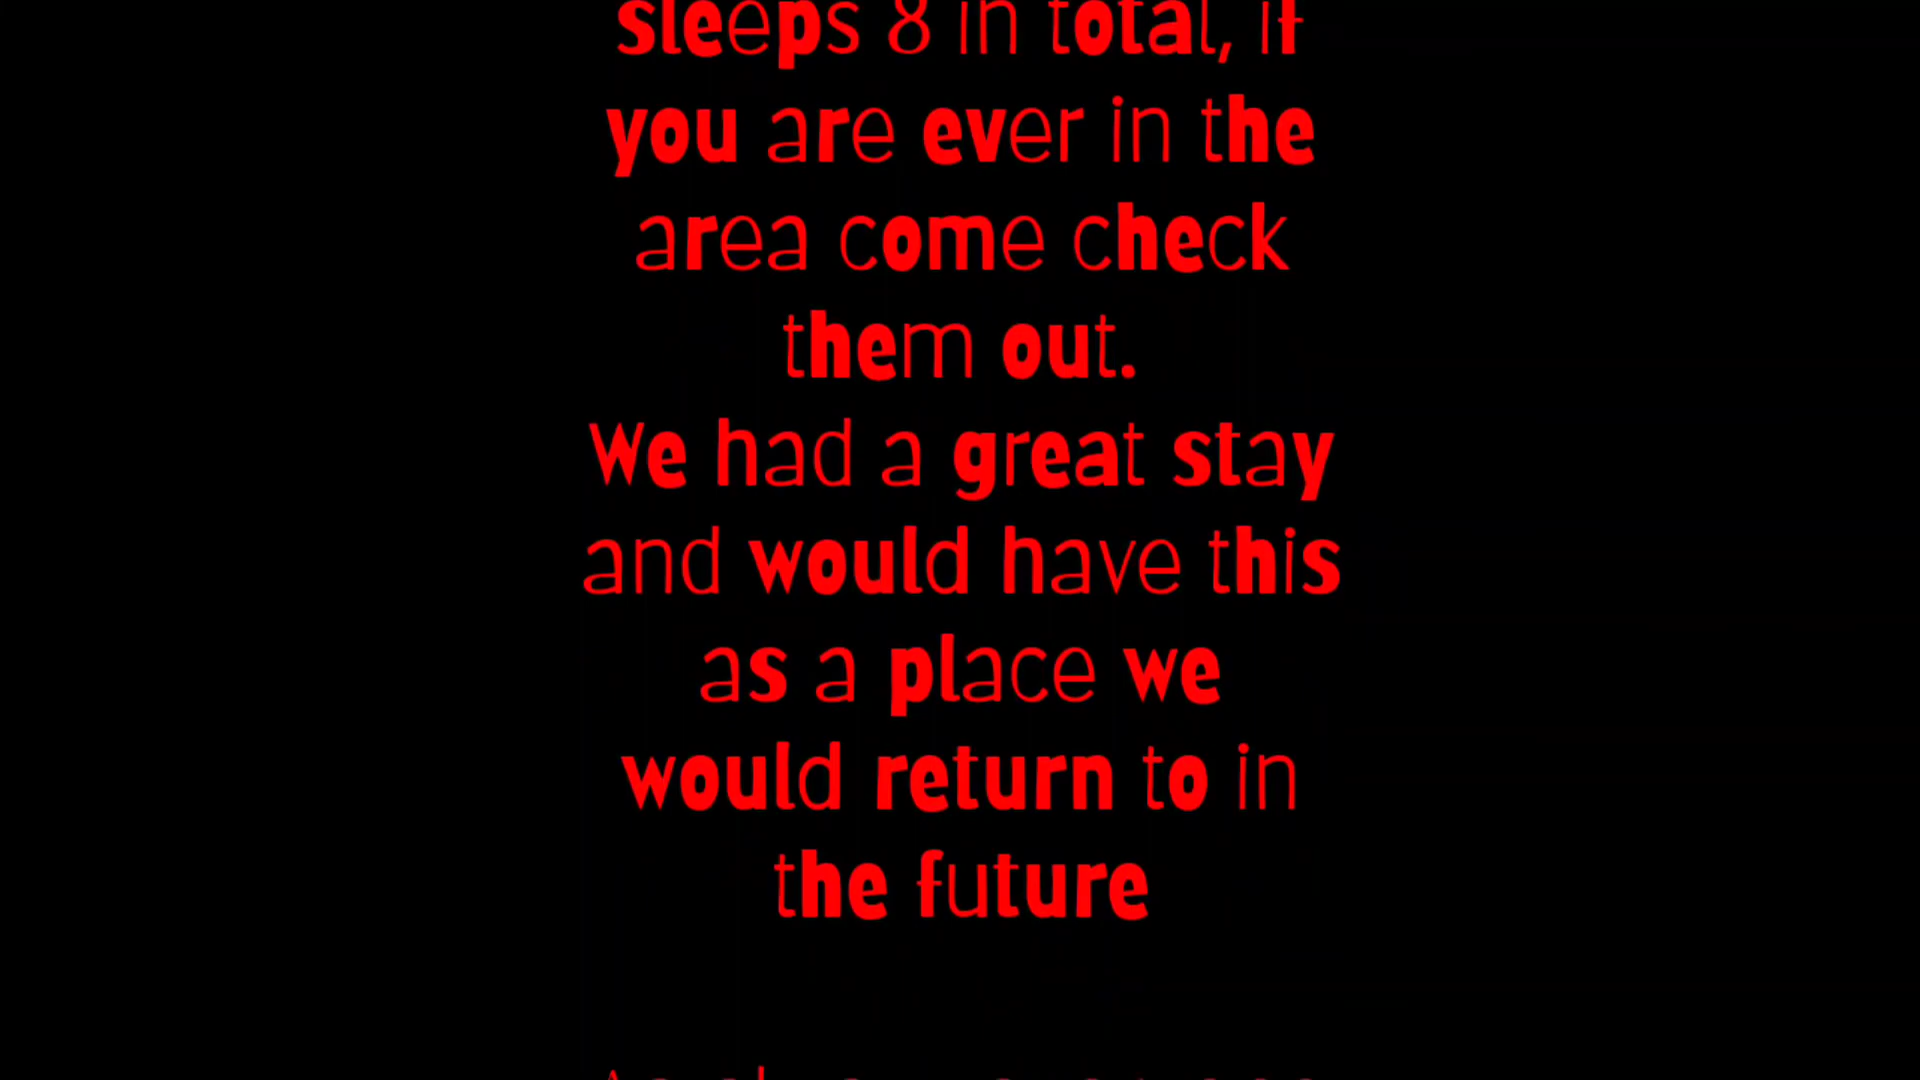 sleeps 8 in total, if
you are ever in the
area come check
them out.
We had a great stay
and would have this
as a place we
would return to in
the future